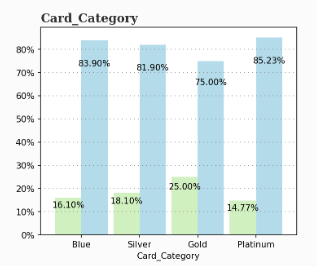 Card_Category
80%
70%
60%
50%
40%
30%
20%
10%
0%
83.90%
81.90%
75.00%
85.23%
16.10%
18.10%
25.00%
14.77%
Blue
Silver
Gold
Platinum
Card_Category